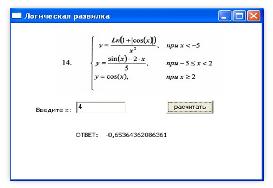 Логическая развилка
y = Ln(1+|cos(x)|) / x², при x < -5
14. y = sin(x) - 2·x / 5, при -5 ≤ x < 2
y = cos(x), при x ≥ 2
Введите x: 4 расчитать
ОТВЕТ: -0,65364362086361